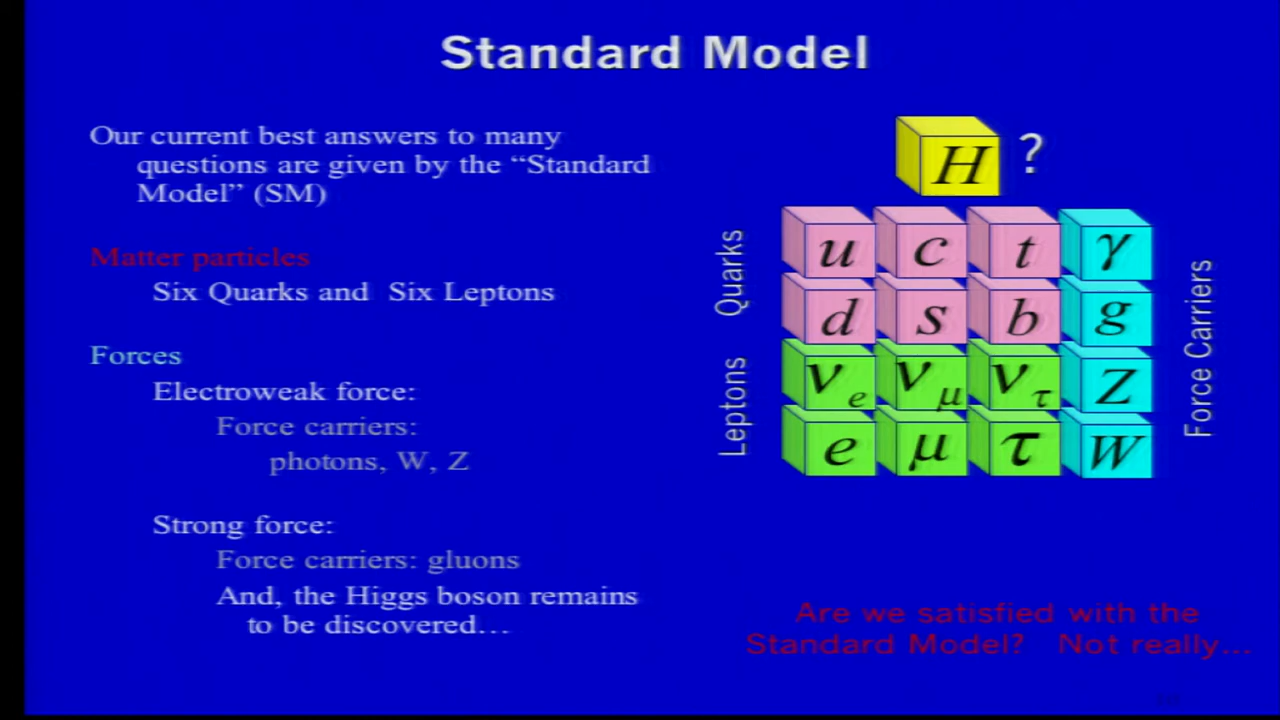 Standard Model
Our current best answers to many
questions are given by the “Standard
Model” (SM)
Matter particles
Six Quarks and Six Leptons
Forces
Electroweak force:
Force carriers:
photons, W, Z
Strong force:
Force carriers: gluons
And, the Higgs boson remains
to be discovered…
H ?
Quarks
Leptons
u c t γ
d s b g
νe νμ ντ Z
e μ τ W
Force Carriers
Are we satisfied with the
Standard Model? Not really…